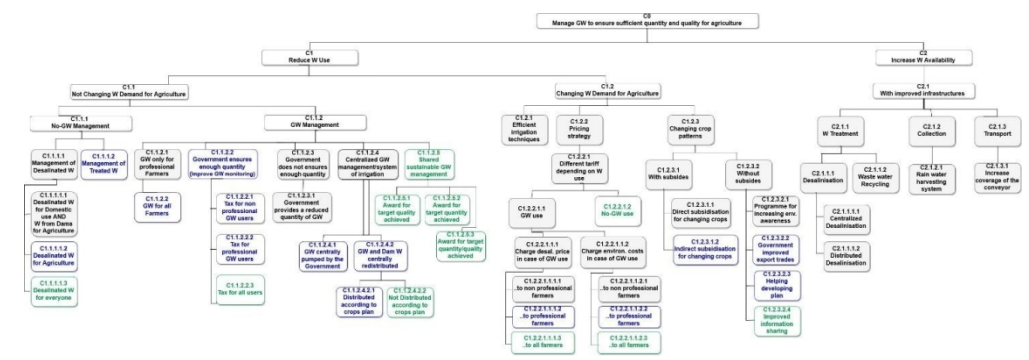 C0
Manage GW to ensure sufficient quantity and quality for agriculture
C1
Reduce W Use
C2
Increase W Availability
C1.1
Not Changing W Demand for Agriculture
C1.2
Changing W Demand for Agriculture
C2.1
With improved infrastructures
C1.1.1
No-GW Management
C1.1.2
GW Management
C1.2.1
Efficient
irrigation
techniques
C1.2.2
Pricing
strategy
C1.2.3
Changing crop
patterns
C2.1.1
W Treatment
C2.1.2
Collection
C2.1.3
Transport
C1.1.1.1
Management of
Desalinated W
C1.1.1.2
Management of
Treated W
C1.1.2.1
GW only for
professional
Farmers
C1.1.2.2
Government ensures
enough quantity
(improve GW monitoring)
C1.1.2.3
Government
does not ensures
enough quantity
C1.1.2.4
Centralized GW
management/system
of irrigation
C1.1.2.5
Shared
sustainable GW
management
C1.2.2.1
Different tariff
depending on W
use
C1.2.3.1
With subsides
C1.2.3.2
Without
subsides
C2.1.1.1
Desalinisation
C2.1.1.2
Waste water
Recycling
C2.1.2.1
Rain water
harvesting
system
C2.1.3.1
Increase
coverage of the
conveyor
C1.1.1.1.1
Desalinated W
for Domestic
use AND
W from Dams
for Agriculture
C1.1.1.1.2
Desalinated W
for Agriculture
C1.1.1.1.3
Desalinated W
for everyone
C1.1.2.2
GW for all
Farmers
C1.1.2.2.1
Tax for non
professional
GW users
C1.1.2.2.2
Tax for
professional
GW users
C1.1.2.2.3
Tax for all users
C1.1.2.3.1
Government
provides a reduced
quantity of GW
C1.1.2.4.1
GW centrally
pumped by the
Government
C1.1.2.4.2
GW and Dam W
centrally
redistributed
C1.1.2.4.2.1
Distributed
according to
crops plan
C1.1.2.4.2.2
Not Distributed
according to
crops plan
C1.1.2.5.1
Award for
target quality
achieved
C1.1.2.5.2
Award for
target quantity
achieved
C1.1.2.5.3
Award for target
quantity/quality
achieved
C1.2.2.1.1
GW use
C1.2.2.1.2
No-GW use
C1.2.2.1.1.1
Charge desal. price
in case of GW use
C1.2.2.1.1.2
Charge environ. costs
in case of GW use
C1.2.2.1.1.1.1
..to non professional
farmers
C1.2.2.1.1.1.2
..to professional
farmers
C1.2.2.1.1.1.3
..to all farmers
C1.2.2.1.1.2.1
..to non professional
farmers
C1.2.2.1.1.2.2
..to professional
farmers
C1.2.3.1.1.2.3
..to all farmers
C1.2.3.1.1
Direct subsidisation
for changing crops
C1.2.3.1.2
Indirect subsidisation
for changing crops
C1.2.3.2.1
Programme for
increasing env.
awareness
C1.2.3.2.2
Government
improved
export trades
C1.2.3.2.3
Helping
developing
plan
C1.2.3.2.4
Improved
information
sharing
C2.1.1.1.1
Centralized
Desalinisation
C2.1.1.1.2
Distributed
Desalinisation